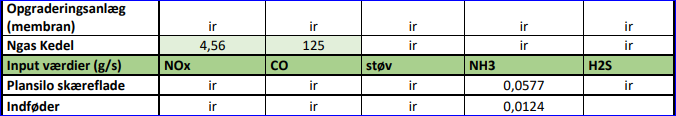 Opgraderingsanlæg
(membran) ir ir ir ir ir
Ngas Kedel 4,56 125 ir ir ir
Input værdier (g/s) NOx CO støv NH3 H2S
Plansilo skæreflade ir ir ir 0,0577 ir
Indføder ir ir ir 0,0124